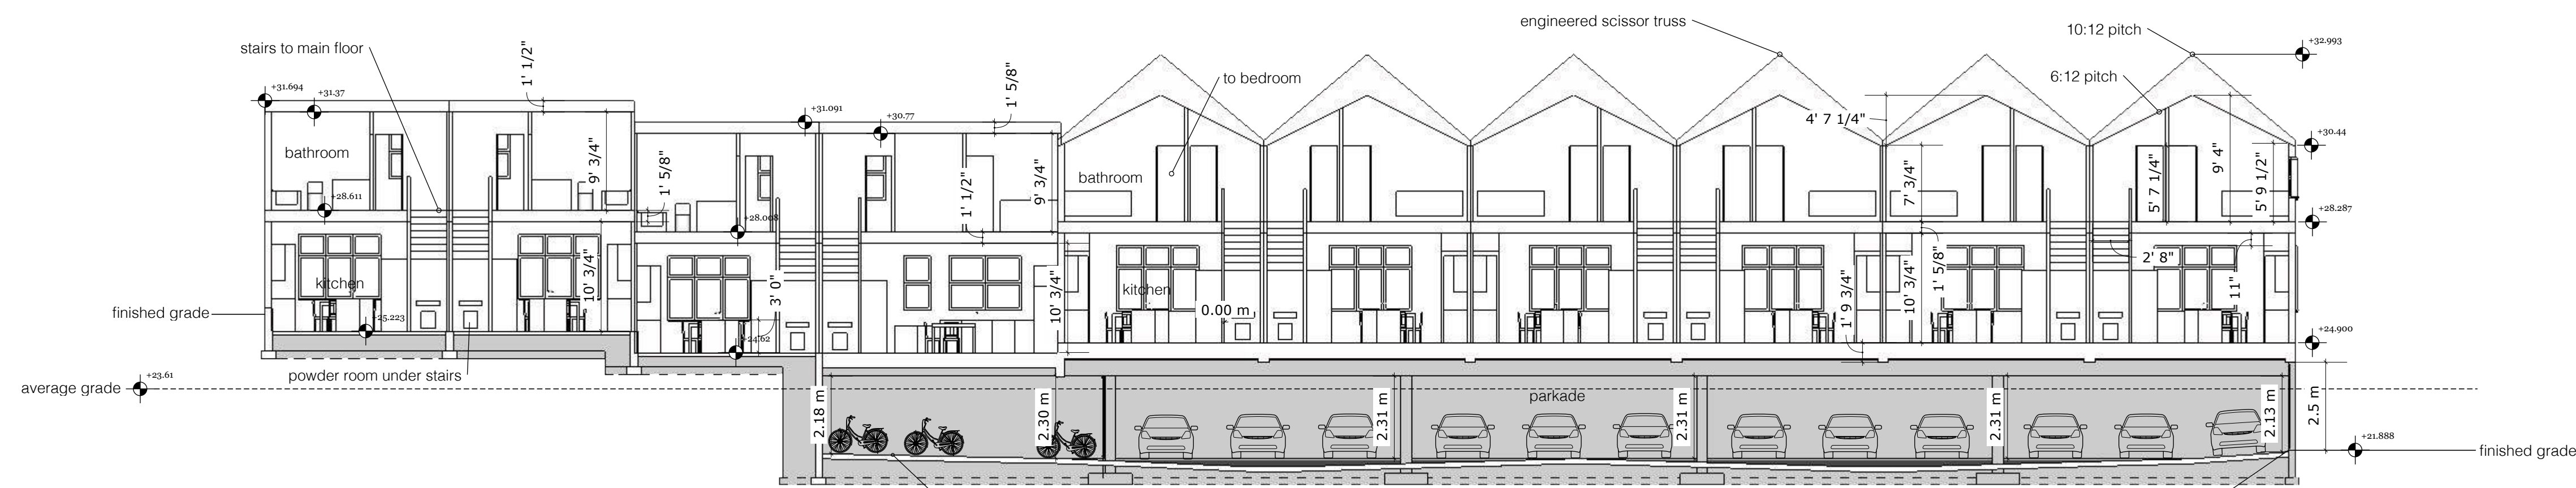 engineered scissor truss
10:12 pitch
+32.993
stairs to main floor
1' 1/2"
1' 5/8"
to bedroom
6:12 pitch
+31.694
+31.37
+31.091
+30.77
4' 7 1/4"
+30.44
bathroom
9' 3/4"
1' 5/8"
1' 1/2"
9' 3/4"
bathroom
7' 3/4"
5' 7 1/4"
9' 4"
5' 9 1/2"
+28.611
+28.008
+28.287
kitchen
10' 3/4"
3' 0"
10' 3/4"
kitchen
0.00 m
1' 9 3/4"
10' 3/4"
1' 5/8"
2' 8"
11"
finished grade
+25.223
+24.62
+24.900
powder room under stairs
average grade
+23.61
parkade
2.18 m
2.30 m
2.31 m
2.31 m
2.31 m
2.13 m
2.5 m
+21.888
finished grade